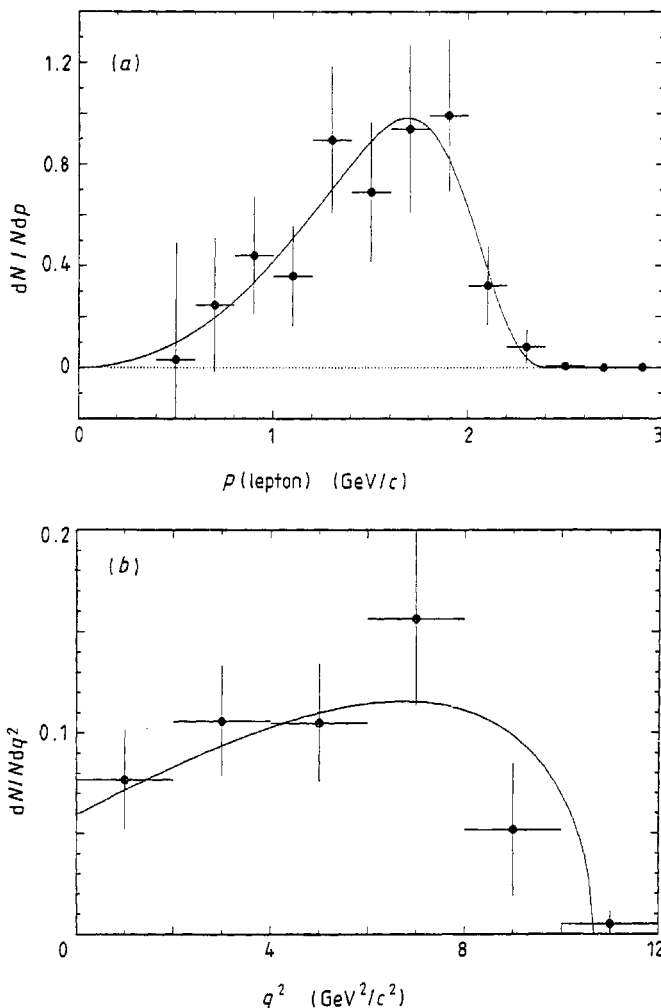 (a)
1.2
0.8
0.4
0
dN/Ndp
0 1 2 3
p(lepton) (GeV/c)
(b)
0.2
0.1
dN/Ndq²
0 4 8 12
q² (GeV²/c²)